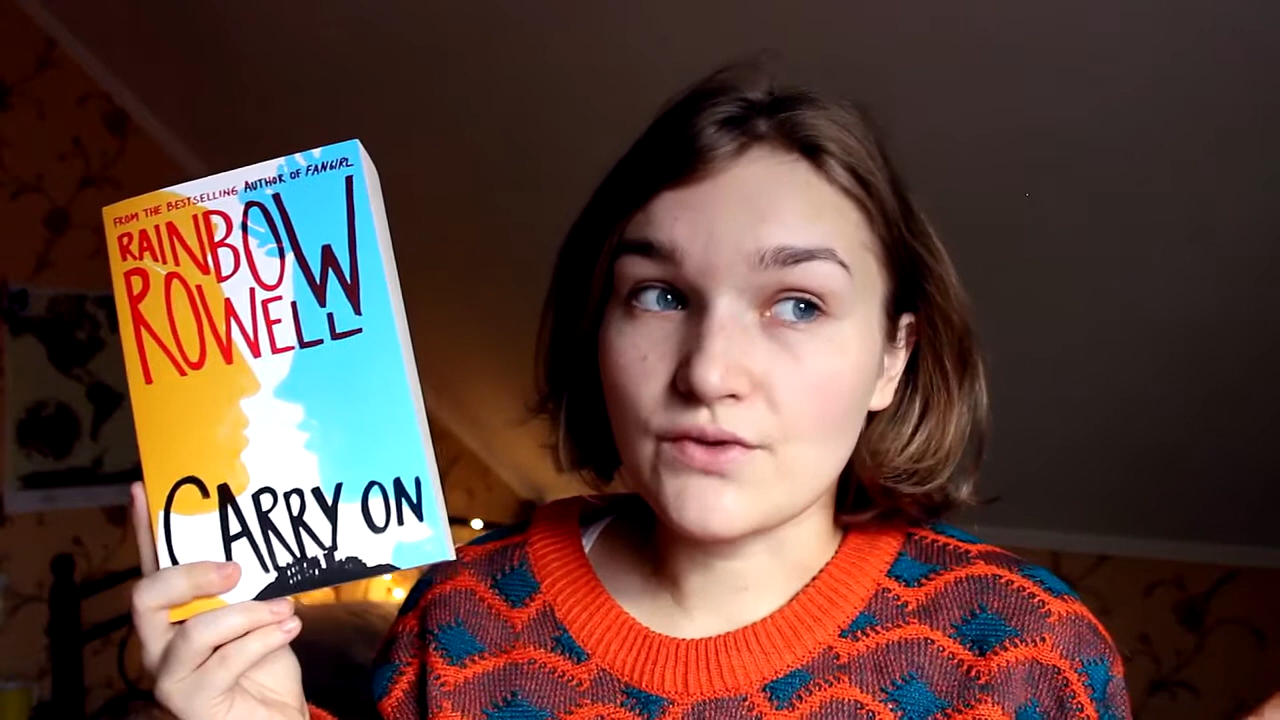 FROM THE BESTSELLING AUTHOR OF FANGIRL
RAINBOW
ROWELL
CARRY ON